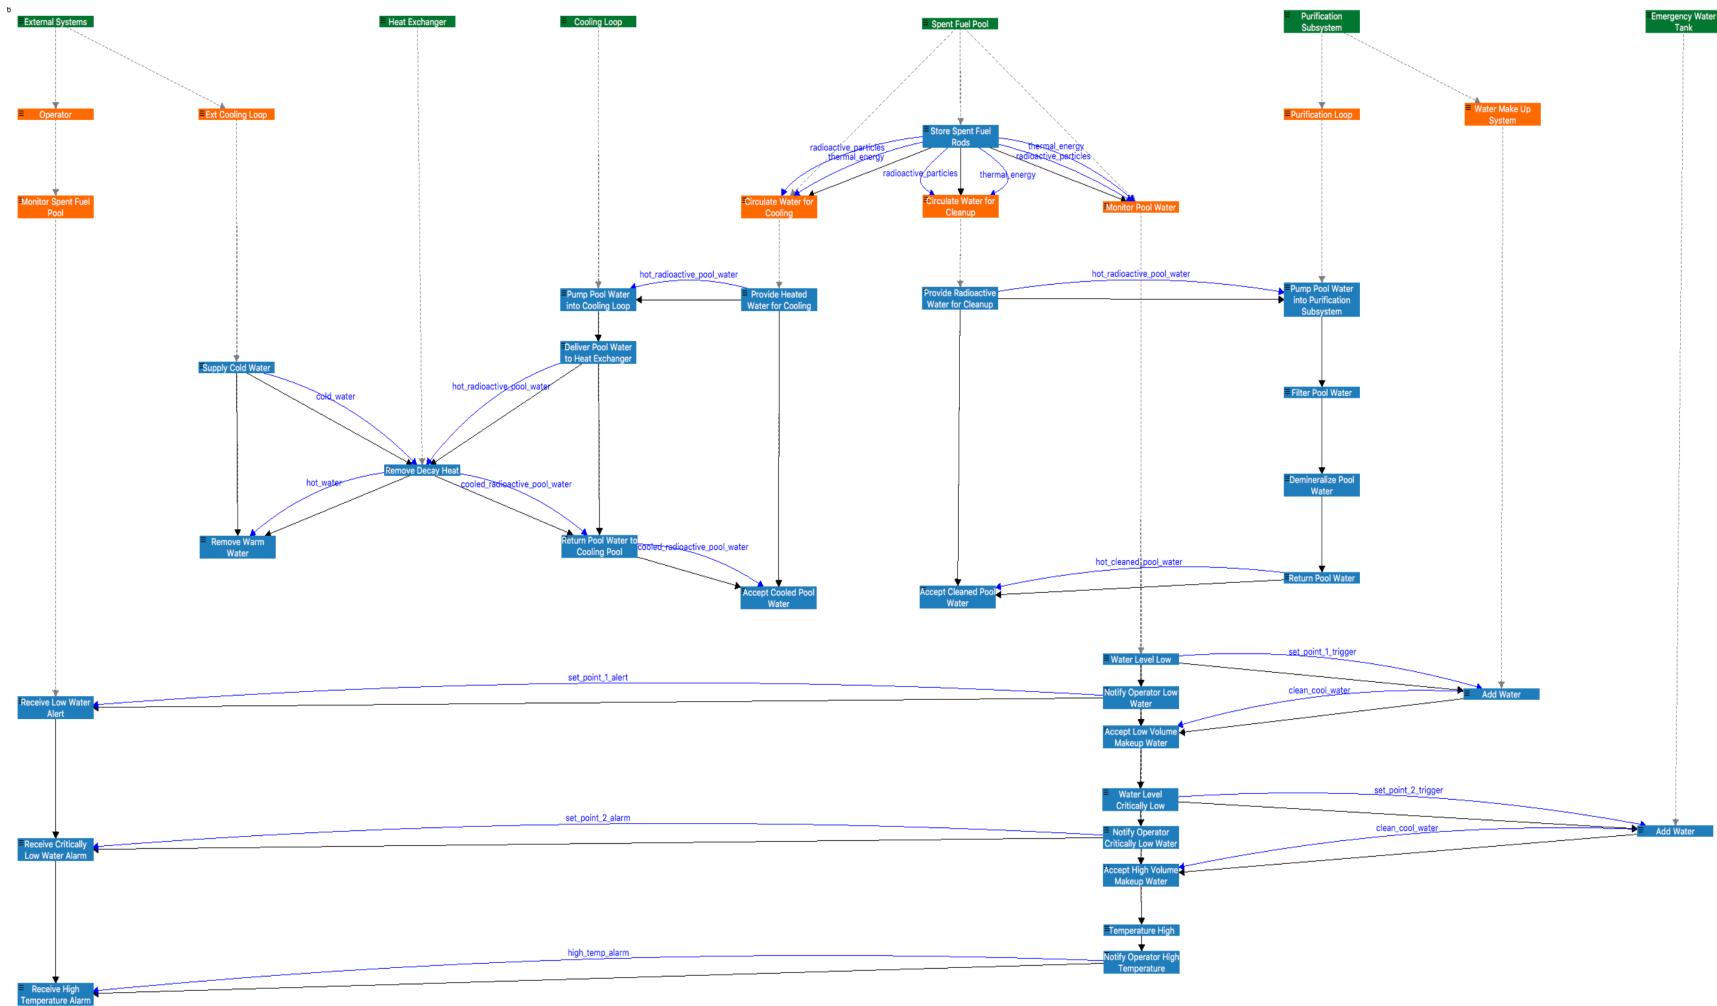 b
External Systems
Heat Exchanger
Cooling Loop
Spent Fuel Pool
Purification
Subsystem
Emergency Water
Tank
Operator
Ext Cooling Loop
Purification Loop
Water Make Up
System
Store Spent Fuel
Rods
radioactive_particles
thermal_energy
thermal_energy
radioactive_particles
radioactive_particles
thermal_energy
Monitor Spent Fuel
Pool
Circulate Water for
Cooling
Circulate Water for
Cleanup
Monitor Pool Water
hot_radioactive_pool_water
hot_radioactive_pool_water
Pump Pool Water
into Cooling Loop
Provide Heated
Water for Cooling
Provide Radioactive
Water for Cleanup
Pump Pool Water
into Purification
Subsystem
Deliver Pool Water
to Heat Exchanger
Supply Cold Water
cold_water
hot_radioactive_pool_water
Filter Pool Water
Remove Decay Heat
hot_water
cooled_radioactive_pool_water
Demineralize Pool
Water
Remove Warm
Water
Return Pool Water to
Cooling Pool
cooled_radioactive_pool_water
hot_cleaned_pool_water
Return Pool Water
Accept Cooled Pool
Water
Accept Cleaned Pool
Water
Water Level Low
set_point_1_trigger
set_point_1_alert
Receive Low Water
Alert
Notify Operator Low
Water
clean_cool_water
Add Water
Accept Low Volume
Makeup Water
Water Level
Critically Low
set_point_2_trigger
set_point_2_alarm
Receive Critically
Low Water Alarm
Notify Operator
Critically Low Water
clean_cool_water
Add Water
Accept High Volume
Makeup Water
Temperature High
high_temp_alarm
Notify Operator High
Temperature
Receive High
Temperature Alarm